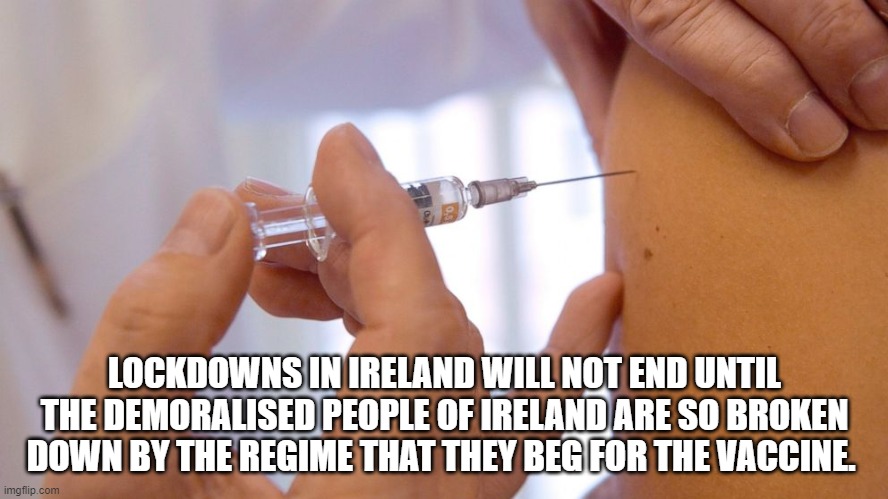 LOCKDOWNS IN IRELAND WILL NOT END UNTIL
THE DEMORALISED PEOPLE OF IRELAND ARE SO BROKEN
DOWN BY THE REGIME THAT THEY BEG FOR THE VACCINE.
imgflip.com